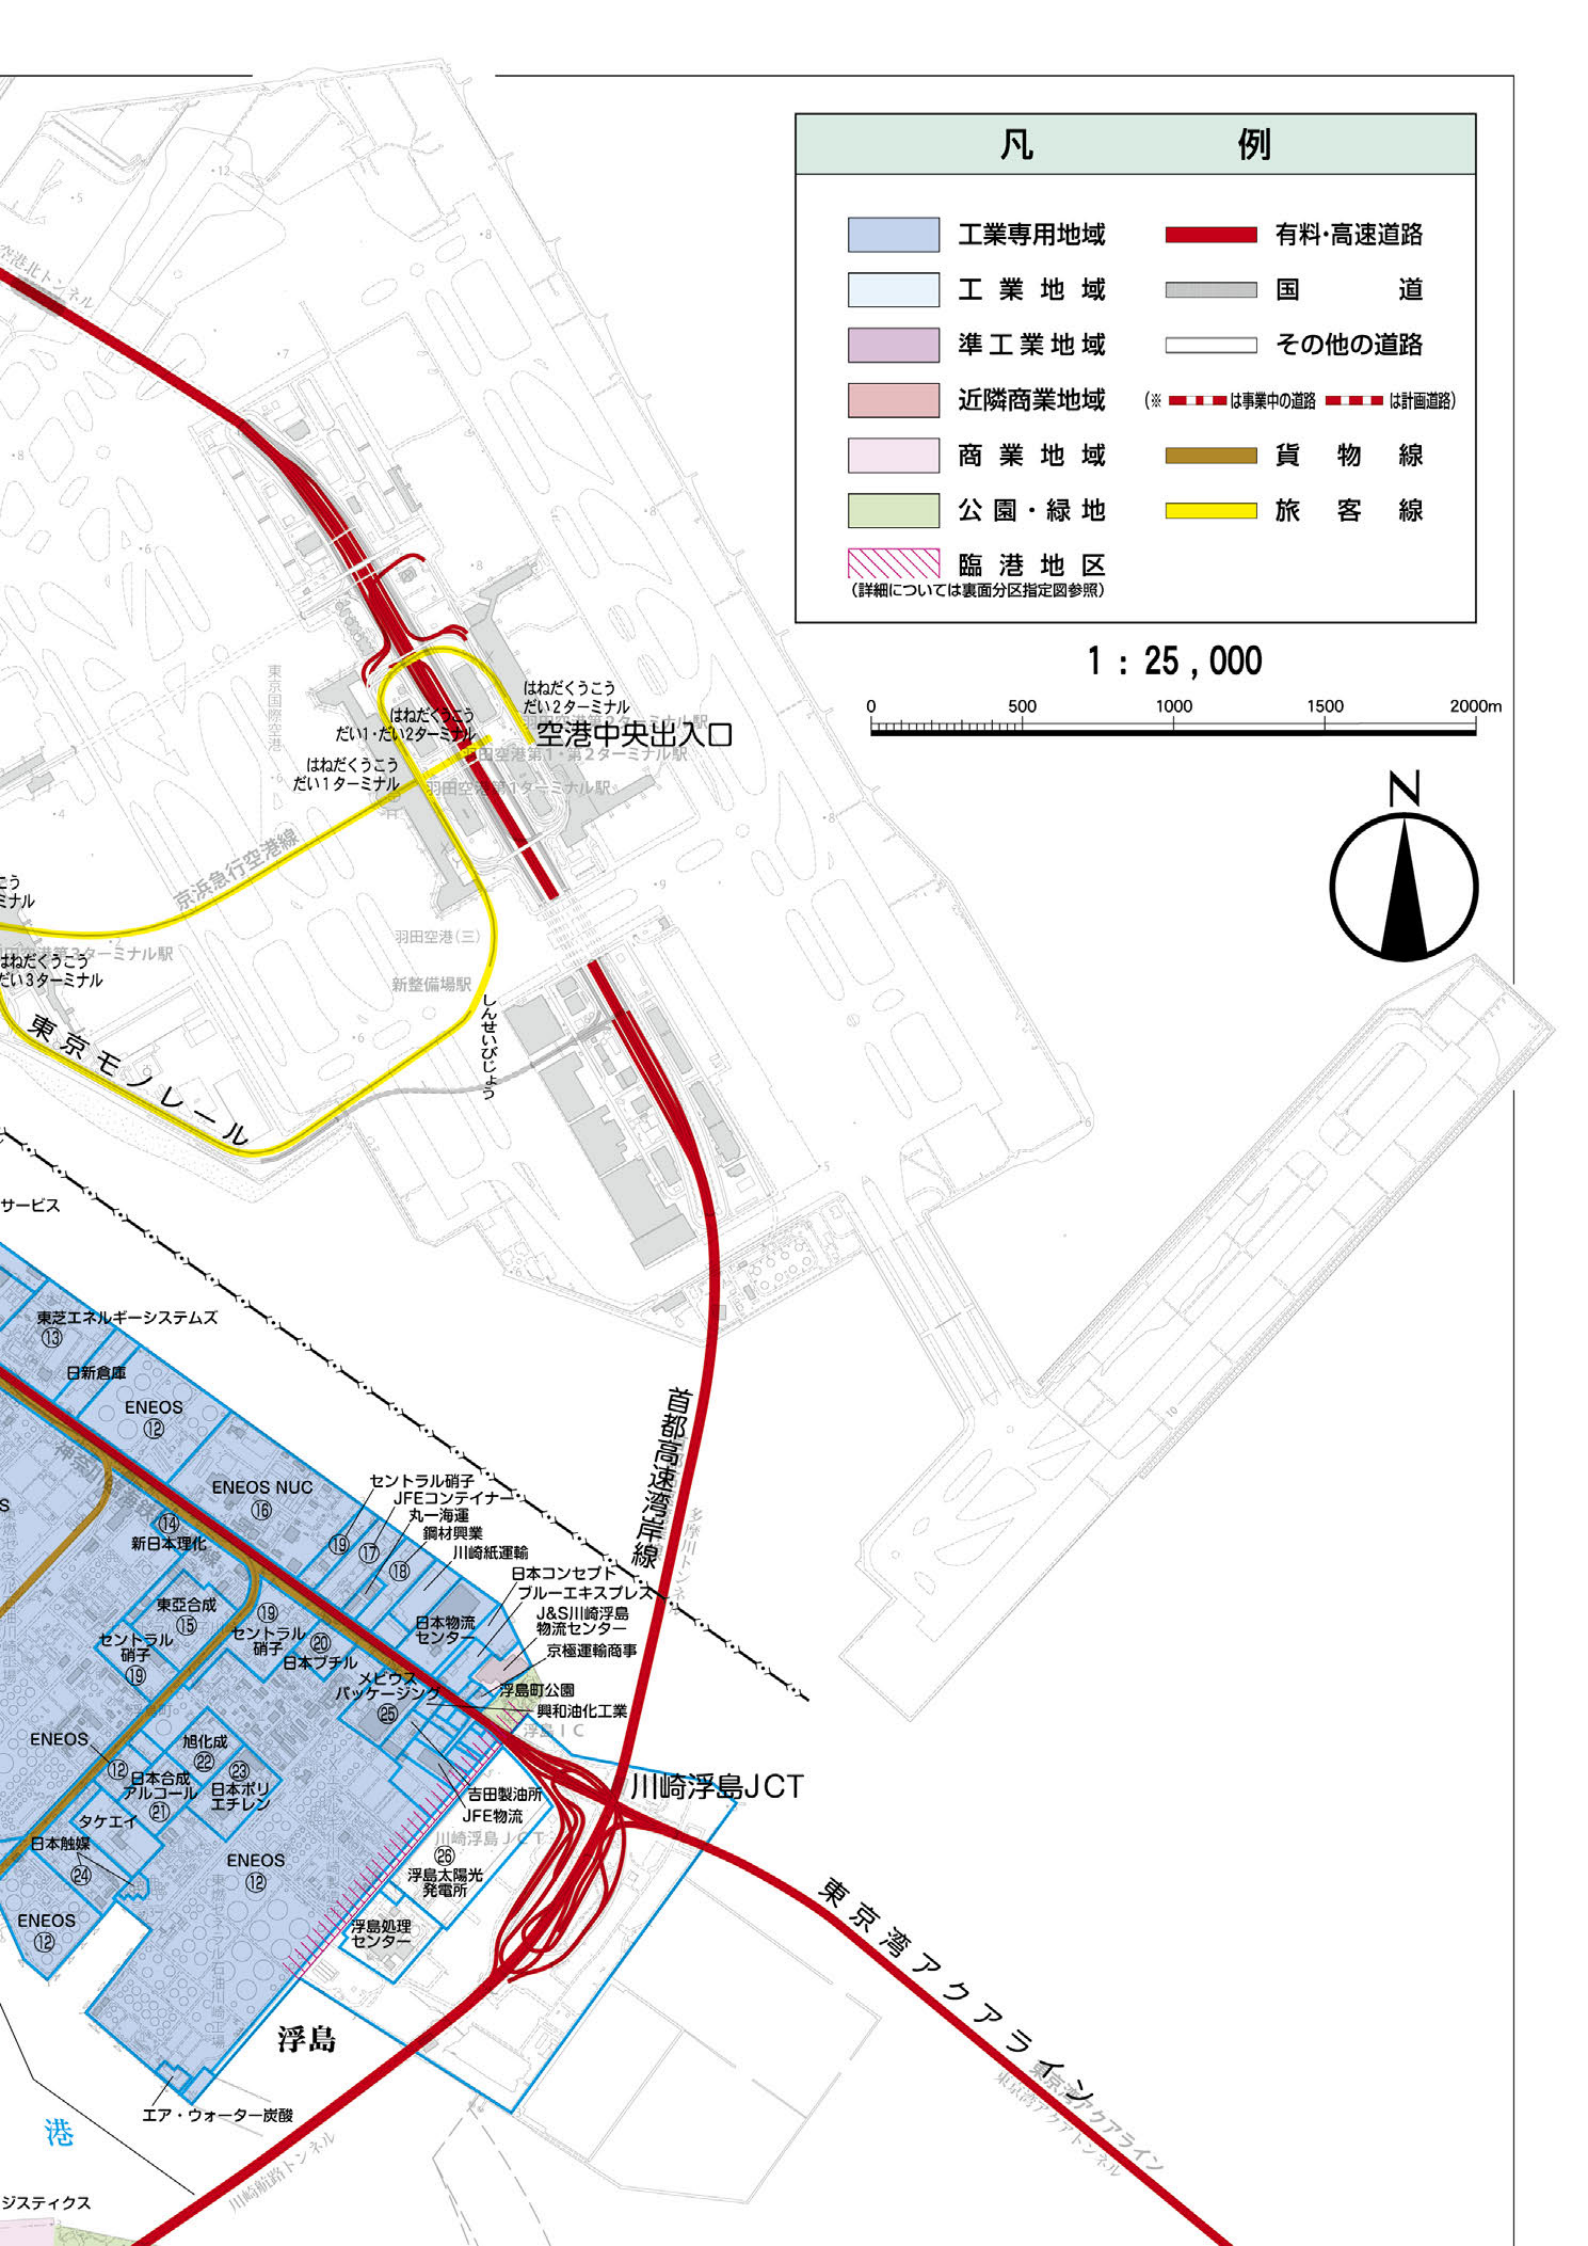 凡 例
工業専用地域
工業地域
準工業地域
近隣商業地域
商業地域
公園・緑地
臨港地区
(詳細については裏面分区指定図参照)
有料・高速道路
国道
その他の道路
(※ は事業中の道路 は計画道路)
貨物線
旅客線
1 : 25,000
0 500 1000 1500 2000m
N
空港北トンネル
東京国際空港
はねだくうこう
だい2ターミナル
羽田空港第2ターミナル駅
空港中央出入口
はねだくうこう
だい1・だい2ターミナル
羽田空港第1・第2ターミナル駅
はねだくうこう
だい1ターミナル
羽田空港第1ターミナル駅
京浜急行空港線
こう
ミナル
羽田空港第3ターミナル駅
はねだくうこう
だい3ターミナル
羽田空港(三)
新整備場駅
しんせいびじょう
東京モノレール
サービス
東芝エネルギーシステムズ
⑬
日新倉庫
ENEOS
⑫
ENEOS NUC
⑯
セントラル硝子
JFEコンテイナー
丸一海運
鋼材興業
川崎紙運輸
日本コンセプト
ブルーエキスプレス
J&S川崎浮島
物流センター
京極運輸商事
⑲
⑰
⑱
首都高速湾岸線
多摩川トンネル
S
⑭
新日本理化
東亞合成
⑮
セントラル
硝子
⑲
⑲
セントラル
硝子
⑳
日本ブチル
日本物流
センター
メビウス
パッケージング
㉕
浮島町公園
興和油化工業
浮島IC
川崎浮島JCT
ENEOS
⑫
旭化成
㉒
㉓
日本ポリ
エチレン
日本合成
アルコール
㉑
タケエイ
日本触媒
㉔
吉田製油所
JFE物流
川崎浮島JCT
㉖
浮島太陽光
発電所
ENEOS
⑫
ENEOS
⑫
浮島処理
センター
浮島
エア・ウォーター炭酸
東京湾アクアライン
東京湾アクアライン
東京湾アクアトンネル
港
川崎航路トンネル
ジスティクス